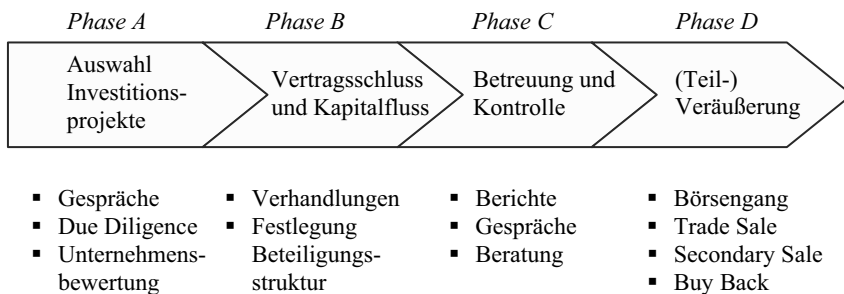 Phase A
Phase B
Phase C
Phase D
Auswahl
Investitions-
projekte
Vertragsschluss
und Kapitalfluss
Betreuung und
Kontrolle
(Teil-)
Veräußerung
▪ Gespräche
▪ Due Diligence
▪ Unternehmens-
bewertung
▪ Verhandlungen
▪ Festlegung
Beteiligungs-
struktur
▪ Berichte
▪ Gespräche
▪ Beratung
▪ Börsengang
▪ Trade Sale
▪ Secondary Sale
▪ Buy Back